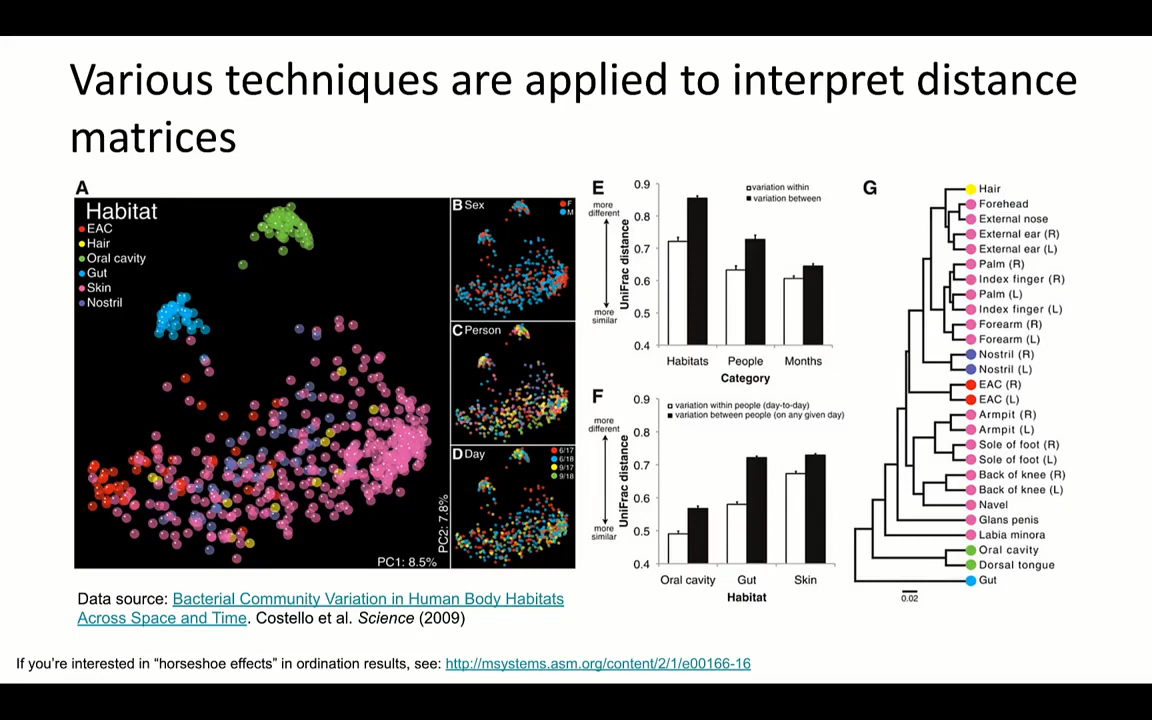 Various techniques are applied to interpret distance
matrices
A
Habitat
EAC
Hair
Oral cavity
Gut
Skin
Nostril
PC2: 7.8%
PC1: 8.5%
B Sex
F
M
C Person
D Day
6/17
6/18
9/17
9/18
E
more
different
more
similar
UniFrac distance
0.9
0.8
0.7
0.6
0.5
0.4
variation within
variation between
Habitats People Months
Category
F
more
different
more
similar
UniFrac distance
0.9
0.8
0.7
0.6
0.5
0.4
variation within people (day-to-day)
variation between people (on any given day)
Oral cavity Gut Skin
Habitat
G
Hair
Forehead
External nose
External ear (R)
External ear (L)
Palm (R)
Index finger (R)
Palm (L)
Index finger (L)
Forearm (R)
Forearm (L)
Nostril (R)
Nostril (L)
EAC (R)
EAC (L)
Armpit (R)
Armpit (L)
Sole of foot (R)
Sole of foot (L)
Back of knee (R)
Back of knee (L)
Navel
Glans penis
Labia minora
Oral cavity
Dorsal tongue
Gut
0.02
Data source: Bacterial Community Variation in Human Body Habitats
Across Space and Time. Costello et al. Science (2009)
If you’re interested in “horseshoe effects” in ordination results, see: http://msystems.asm.org/content/2/1/e00166-16